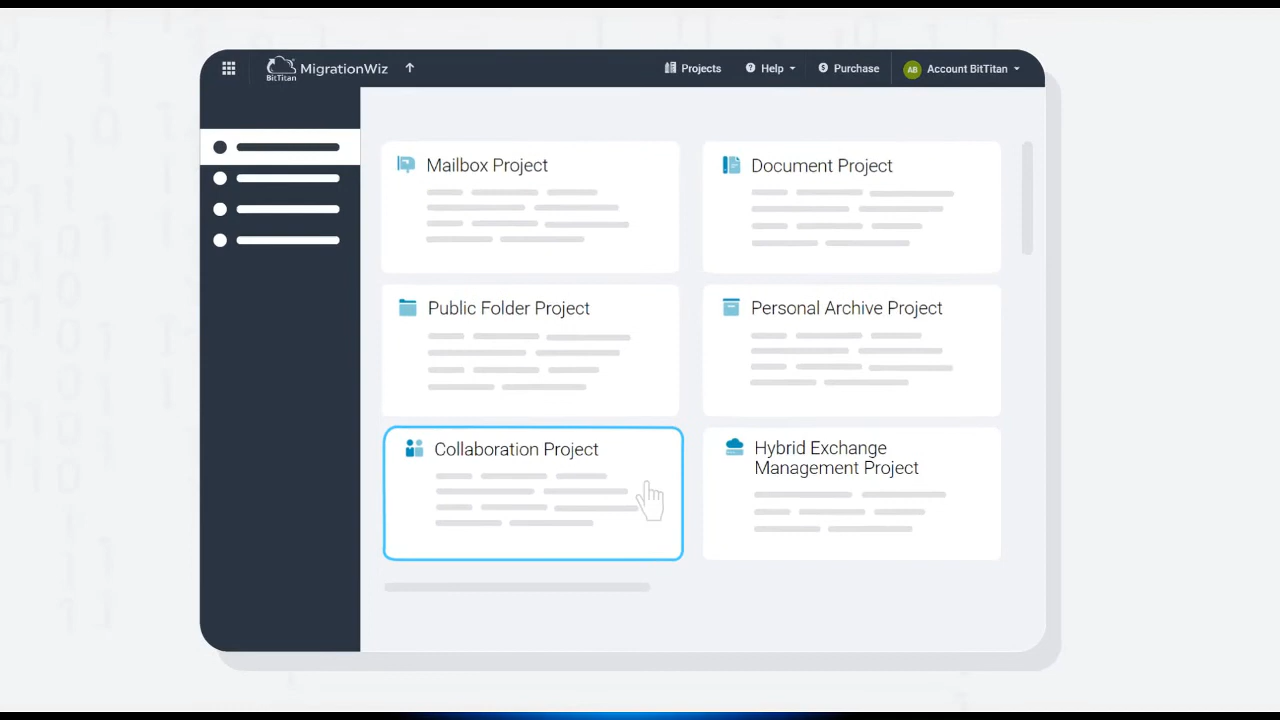 BitTitan
MigrationWiz
Projects
Help
Purchase
AB
Account BitTitan
Mailbox Project
Document Project
Public Folder Project
Personal Archive Project
Collaboration Project
Hybrid Exchange
Management Project